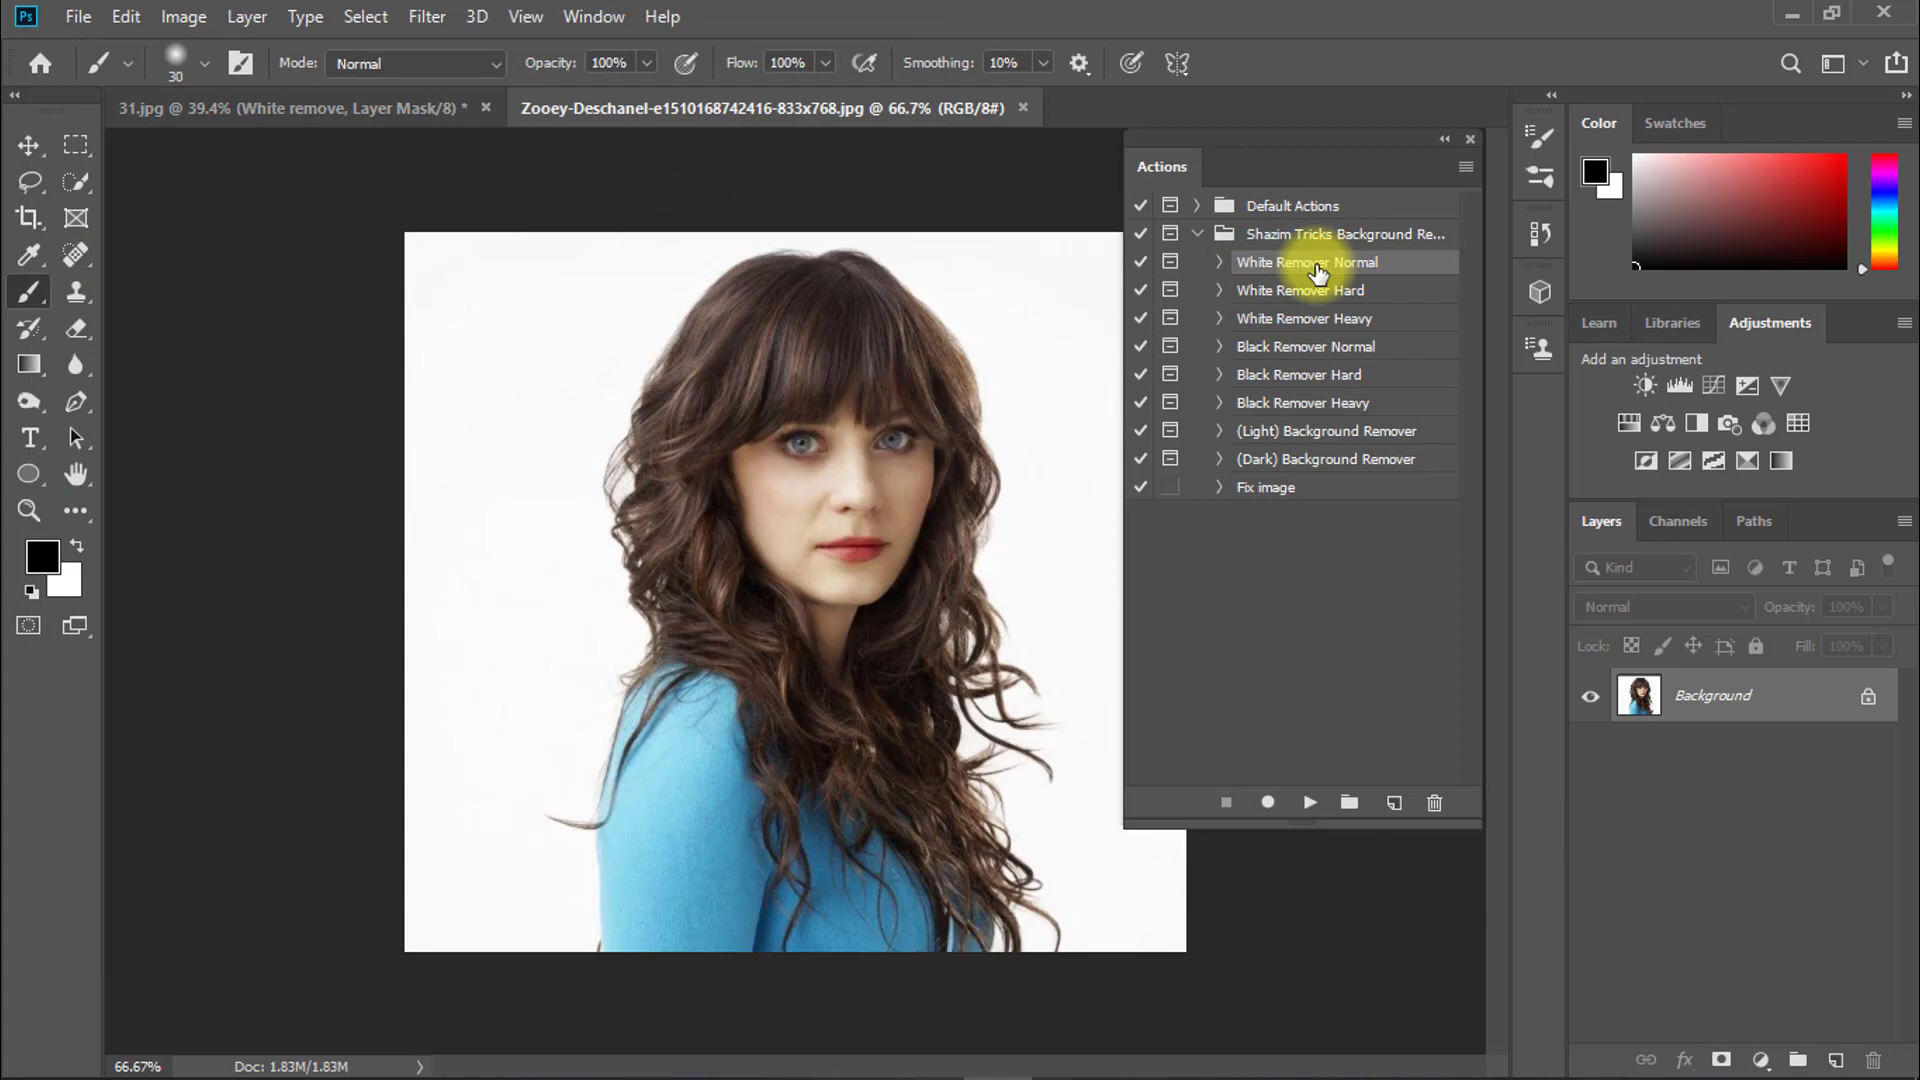 Ps File Edit Image Layer Type Select Filter 3D View Window Help
30 Mode: Normal Opacity: 100% Flow: 100% Smoothing: 10%
31.jpg @ 39.4% (White remove, Layer Mask/8) *
Zooey-Deschanel-e1510168742416-833x768.jpg @ 66.7% (RGB/8#)
Actions
Default Actions
Shazim Tricks Background Re...
White Remover Normal
White Remover Hard
White Remover Heavy
Black Remover Normal
Black Remover Hard
Black Remover Heavy
(Light) Background Remover
(Dark) Background Remover
Fix image
Color Swatches
Learn Libraries Adjustments
Add an adjustment
Layers Channels Paths
Kind
Normal Opacity: 100%
Lock: Fill: 100%
Background
fx
66.67% Doc: 1.83M/1.83M